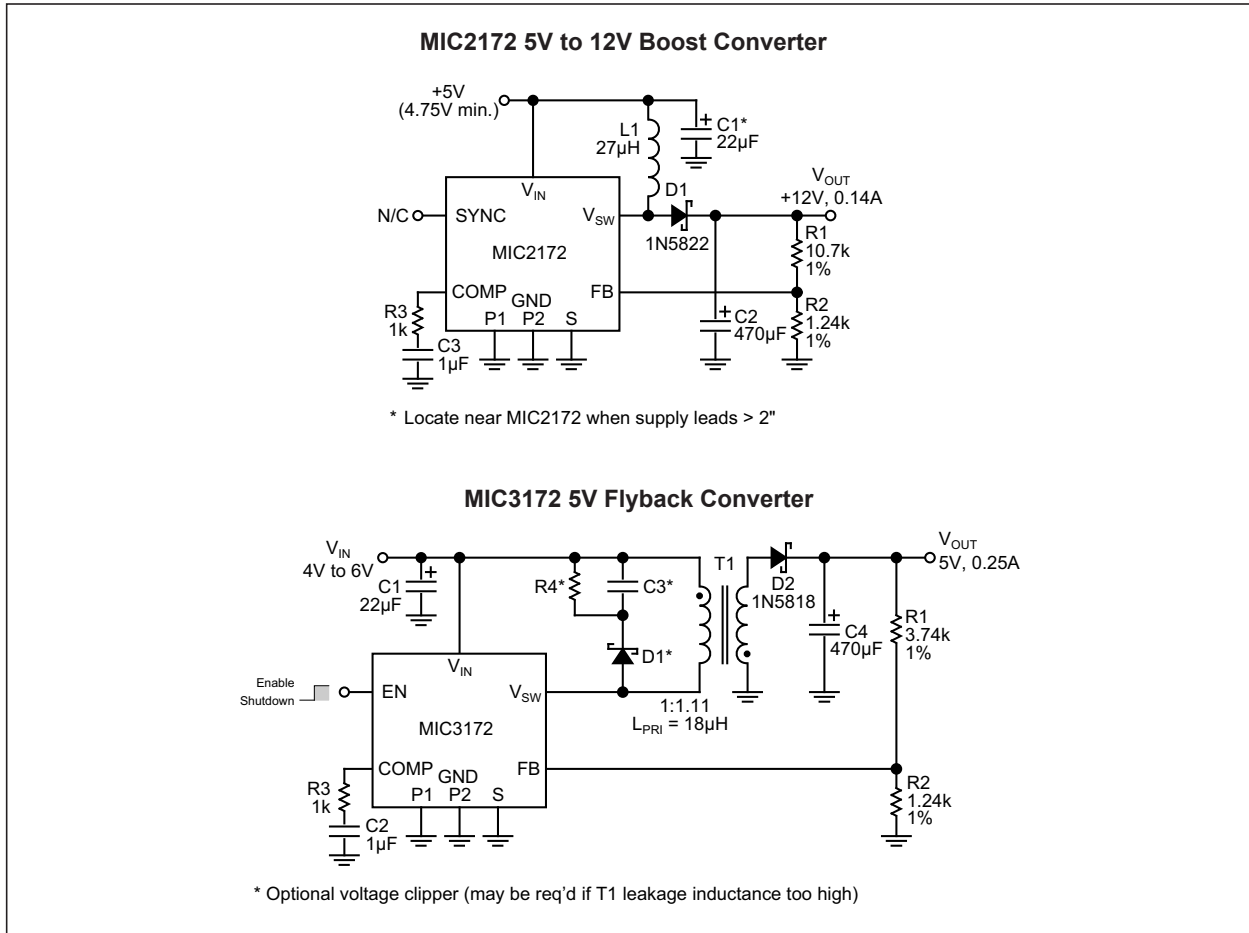 MIC2172 5V to 12V Boost Converter
+5V
(4.75V min.)
L1
27µH
C1*
22µF
V_IN
D1
V_OUT
+12V, 0.14A
N/C
SYNC
V_SW
1N5822
R1
10.7k
1%
MIC2172
COMP
FB
GND
P1 P2 S
R3
1k
C3
1µF
C2
470µF
R2
1.24k
1%
* Locate near MIC2172 when supply leads > 2"
MIC3172 5V Flyback Converter
V_IN
4V to 6V
C1
22µF
R4*
C3*
T1
D2
1N5818
V_OUT
5V, 0.25A
C4
470µF
R1
3.74k
1%
D1*
V_IN
Enable
Shutdown
EN
V_SW
1:1.11
L_PRI = 18µH
MIC3172
COMP
FB
GND
P1 P2 S
R3
1k
C2
1µF
R2
1.24k
1%
* Optional voltage clipper (may be req'd if T1 leakage inductance too high)